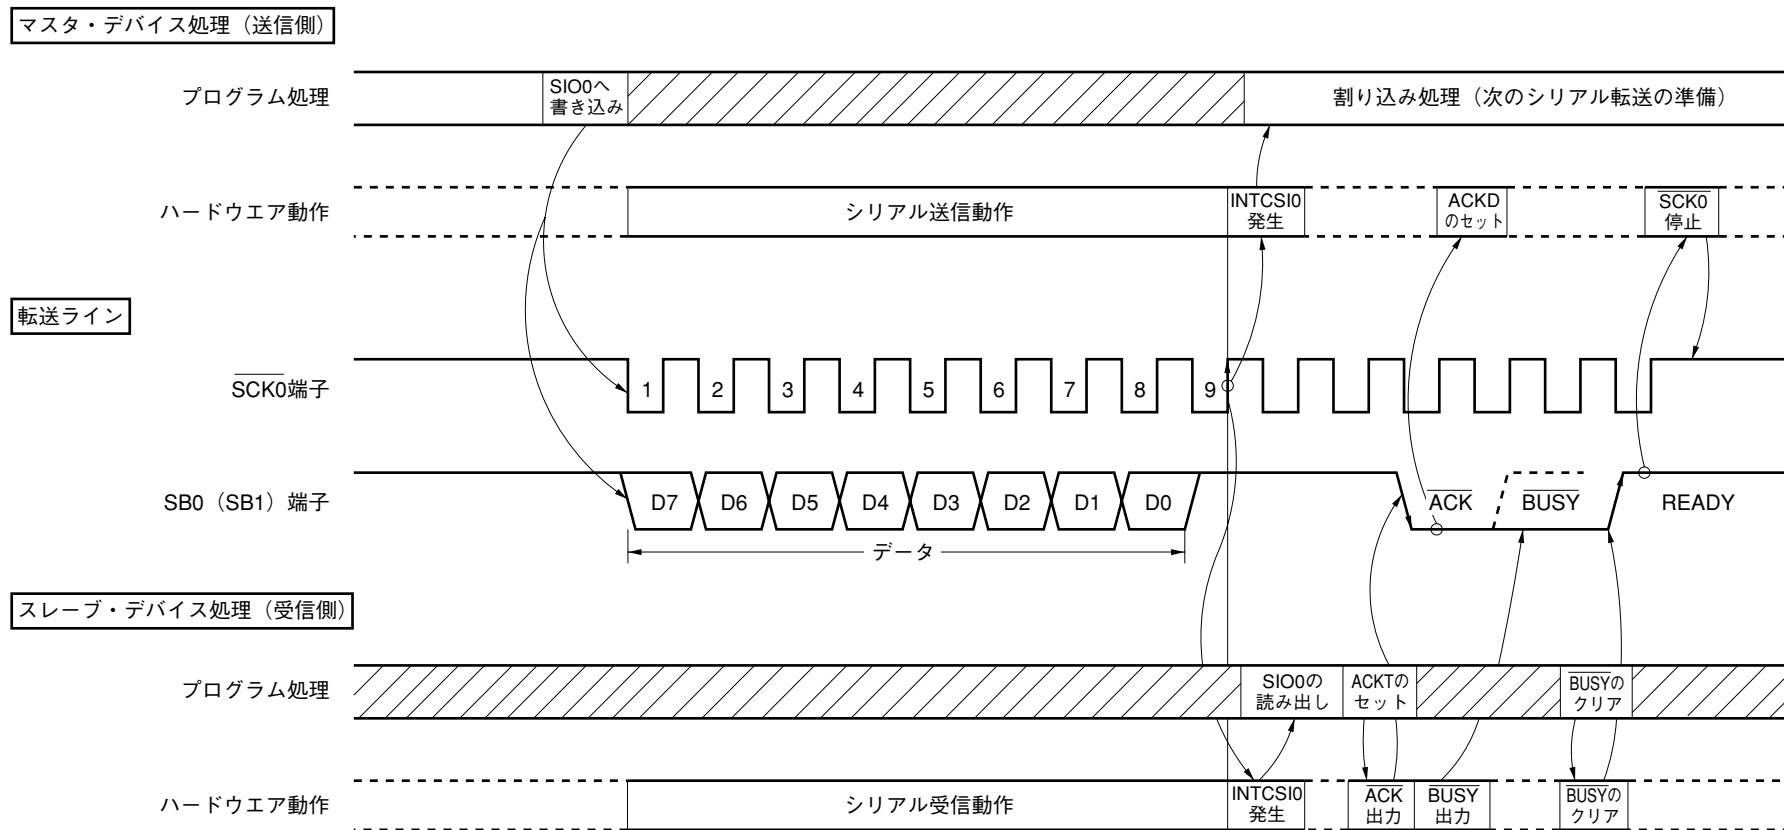 マスタ・デバイス処理（送信側）
プログラム処理
SIO0へ
書き込み
割り込み処理（次のシリアル転送の準備）
ハードウエア動作
シリアル送信動作
INTCSI0
発生
ACKD
のセット
SCK0
停止
転送ライン
SCK0端子
1 2 3 4 5 6 7 8 9
SB0（SB1）端子
D7 D6 D5 D4 D3 D2 D1 D0
ACK
BUSY
READY
データ
スレーブ・デバイス処理（受信側）
プログラム処理
SIO0の
読み出し
ACKTの
セット
BUSYの
クリア
ハードウエア動作
シリアル受信動作
INTCSI0
発生
ACK
出力
BUSY
出力
BUSYの
クリア